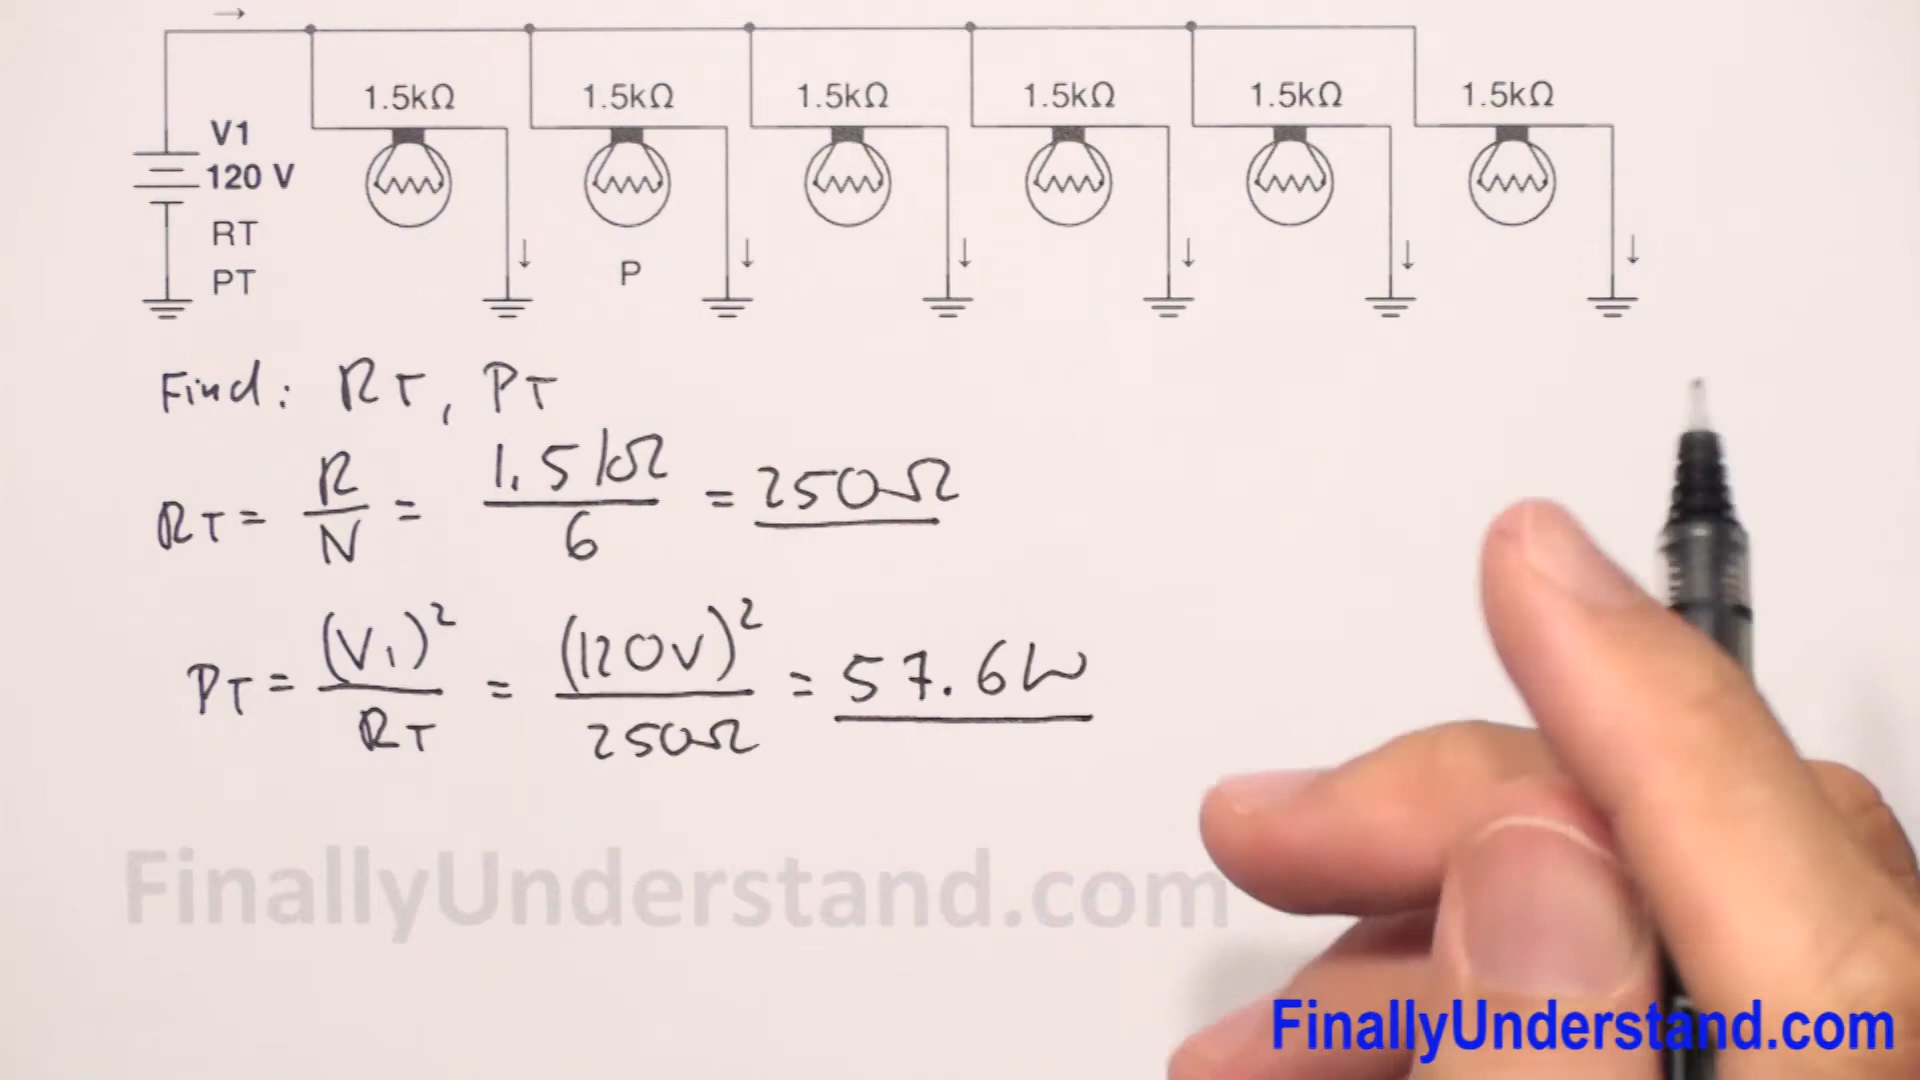 →
1.5kΩ 1.5kΩ 1.5kΩ 1.5kΩ 1.5kΩ 1.5kΩ
V1
120 V
RT
PT
P
↓ ↓ ↓ ↓ ↓ ↓
Find: RT, PT
RT = R/N = 1.5kΩ/6 = 250Ω
PT = (V1)²/RT = (120V)²/250Ω = 57.6W
FinallyUnderstand.com
FinallyUnderstand.com